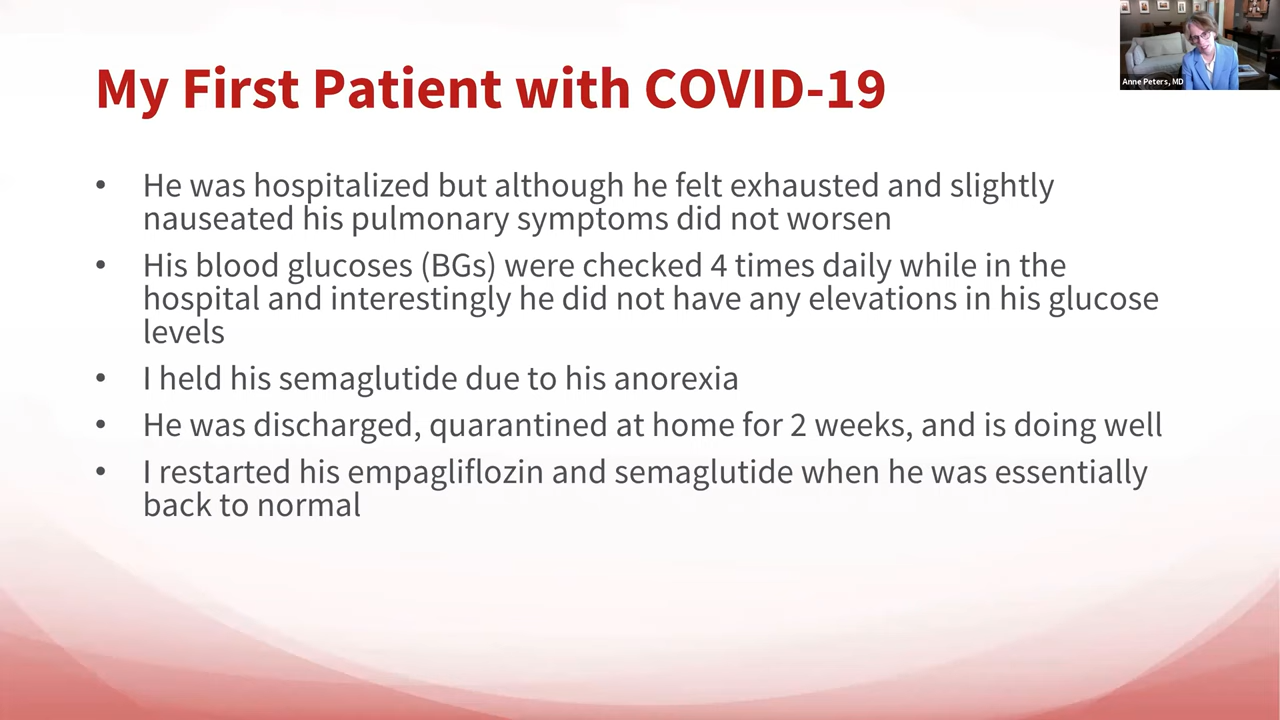 My First Patient with COVID-19
Anne Peters, MD
• He was hospitalized but although he felt exhausted and slightly
nauseated his pulmonary symptoms did not worsen
• His blood glucoses (BGs) were checked 4 times daily while in the
hospital and interestingly he did not have any elevations in his glucose
levels
• I held his semaglutide due to his anorexia
• He was discharged, quarantined at home for 2 weeks, and is doing well
• I restarted his empagliflozin and semaglutide when he was essentially
back to normal